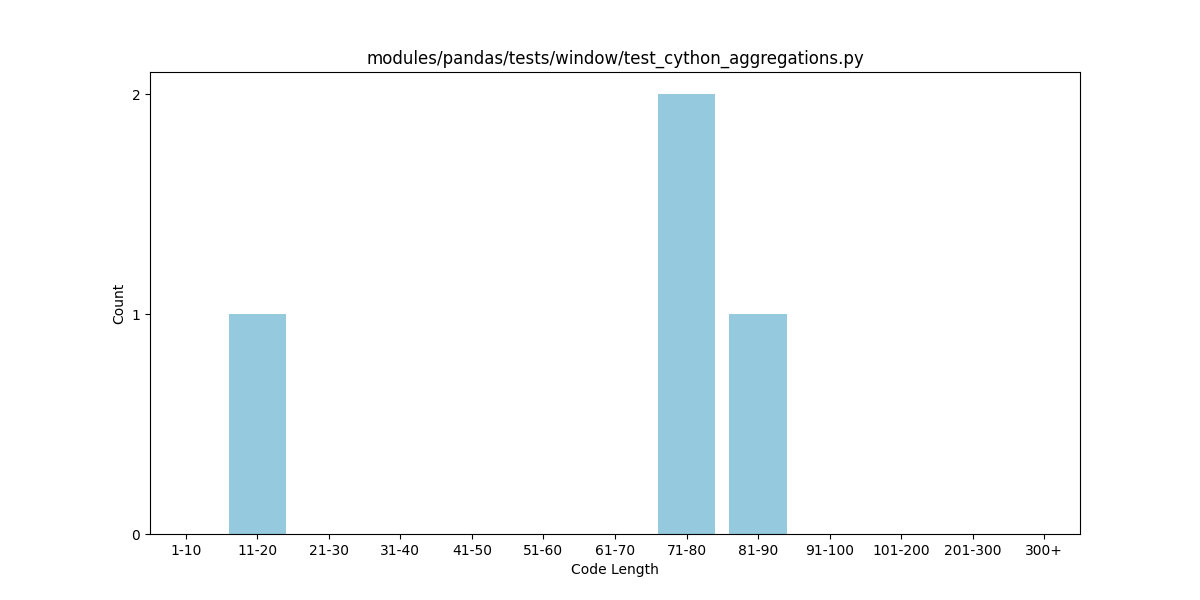 modules/pandas/tests/window/test_cython_aggregations.py
2
1
0
Count
1-10 11-20 21-30 31-40 41-50 51-60 61-70 71-80 81-90 91-100 101-200 201-300 300+
Code Length